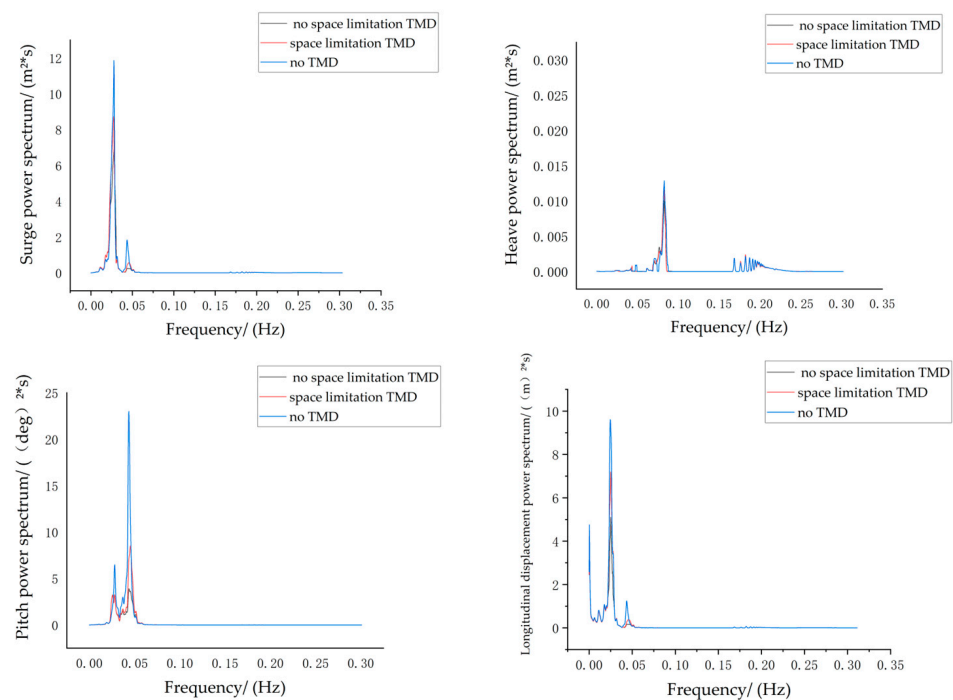 no space limitation TMD
space limitation TMD
no TMD
Surge power spectrum/ (m²*s)
12
10
8
6
4
2
0
0. 00 0. 05 0. 10 0. 15 0. 20 0. 25 0. 30 0. 35
Frequency/ (Hz)
no space limitation TMD
space limitation TMD
no TMD
Heave power spectrum/ (m²*s)
0. 030
0. 025
0. 020
0. 015
0. 010
0. 005
0. 000
0. 00 0. 05 0. 10 0. 15 0. 20 0. 25 0. 30 0. 35
Frequency/ (Hz)
no space limitation TMD
space limitation TMD
no TMD
Pitch power spectrum/ (（deg）²*s)
25
20
15
10
5
0
0. 00 0. 05 0. 10 0. 15 0. 20 0. 25 0. 30
Frequency/ (Hz)
no space limitation TMD
space limitation TMD
no TMD
Longitudinal displacement power spectrum/ (（m）²*s)
10
8
6
4
2
0
0. 00 0. 05 0. 10 0. 15 0. 20 0. 25 0. 30 0. 35
Frequency/ (Hz)